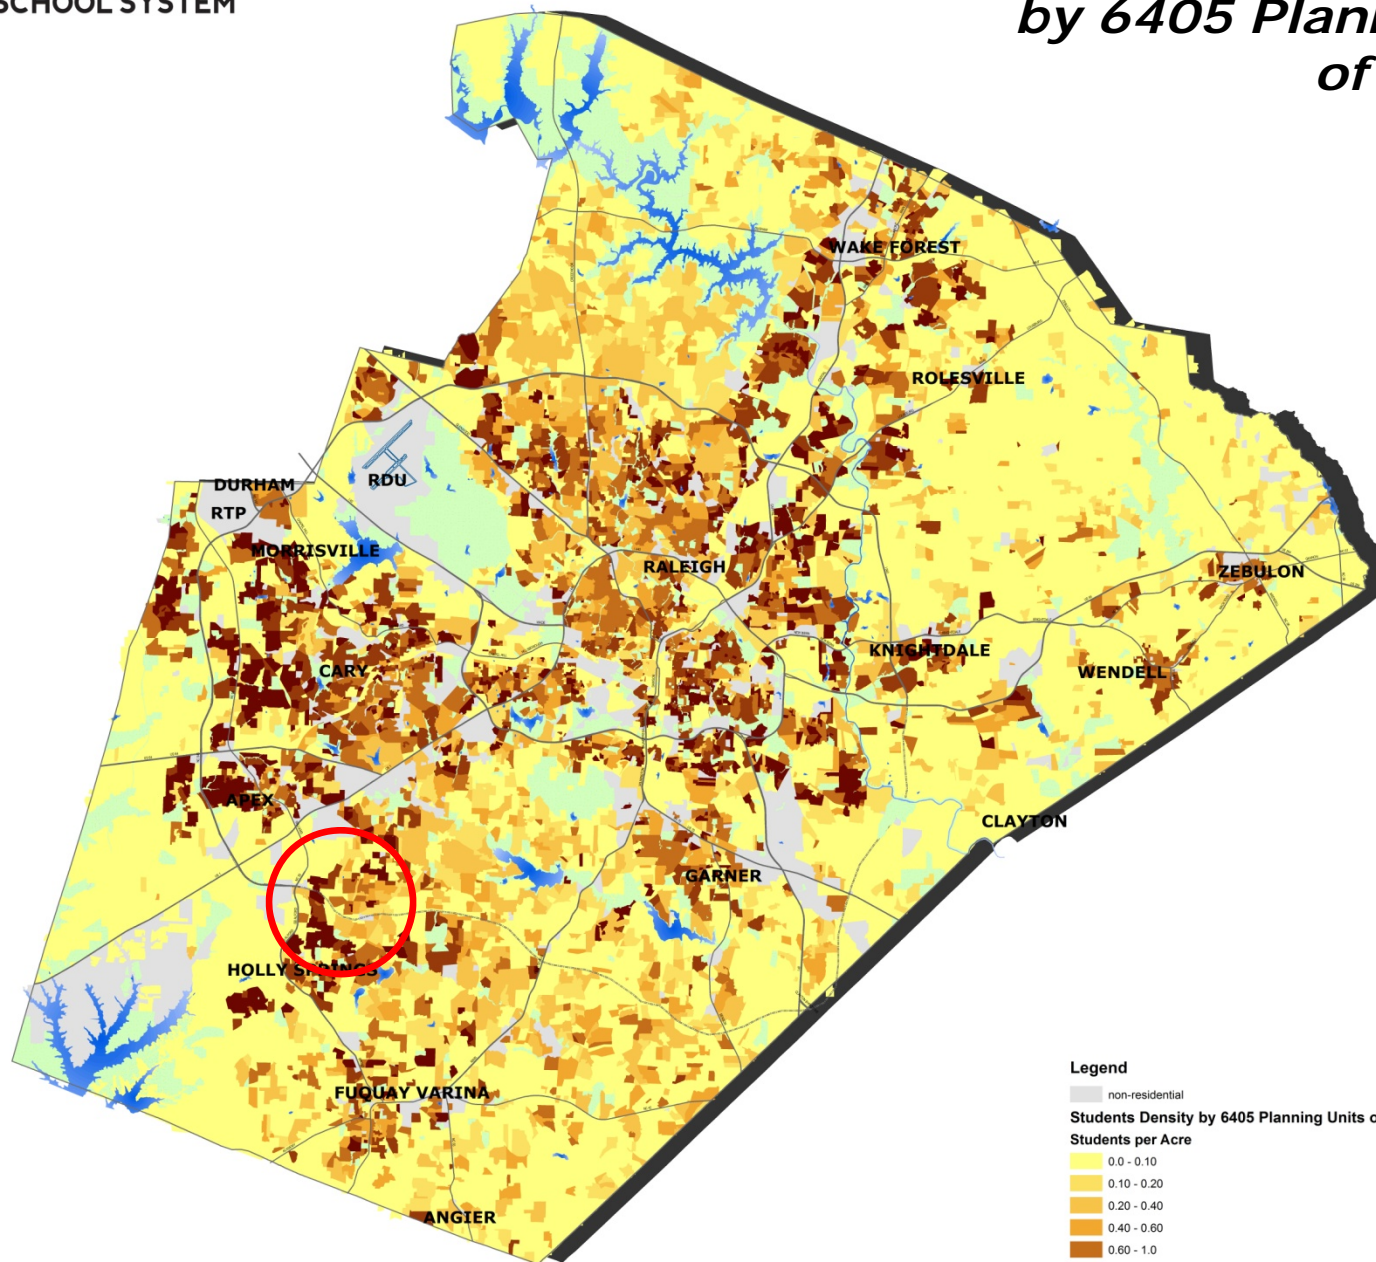 SCHOOL SYSTEM
by 6405 Plann
of
WAKE FOREST
ROLESVILLE
DURHAM
RDU
RTP
MORRISVILLE
RALEIGH
ZEBULON
KNIGHTDALE
CARY
WENDELL
APEX
CLAYTON
GARNER
HOLLY SPRINGS
FUQUAY VARINA
ANGIER
Legend
non-residential
Students Density by 6405 Planning Units o
Students per Acre
0.0 - 0.10
0.10 - 0.20
0.20 - 0.40
0.40 - 0.60
0.60 - 1.0